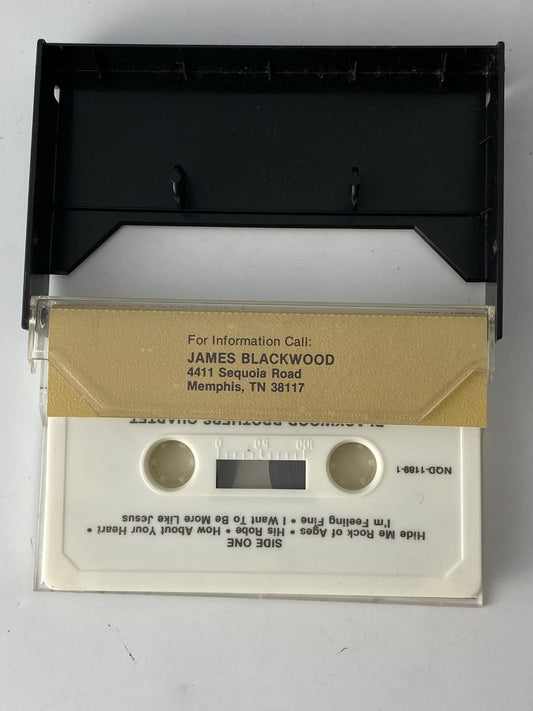 For Information Call:
JAMES BLACKWOOD
4411 Sequoia Road
Memphis, TN 38117
BLACKWOOD BROTHERS QUARTET
NQD-1189-1
0 50 100
SIDE ONE
Hide Me Rock of Ages • His Robe • How About Your Heart •
I'm Feeling Fine • I Want To Be More Like Jesus